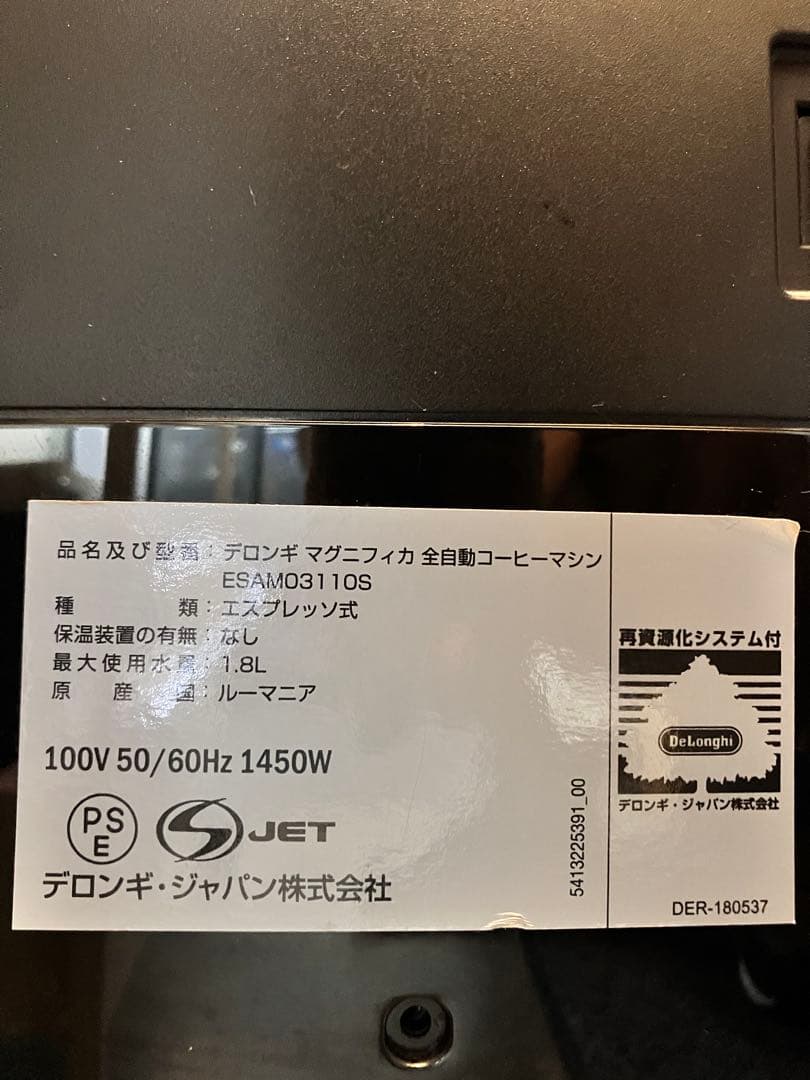 品名及び型番：デロンギ マグニフィカ 全自動コーヒーマシン
ESAM03110S
種類：エスプレッソ式
保温装置の有無：なし
最大使用水量：1.8L
原産国：ルーマニア
100V 50/60Hz 1450W
PSE
S JET
デロンギ・ジャパン株式会社
5413225391_00
再資源化システム付
DeLonghi
デロンギ・ジャパン株式会社
DER-180537